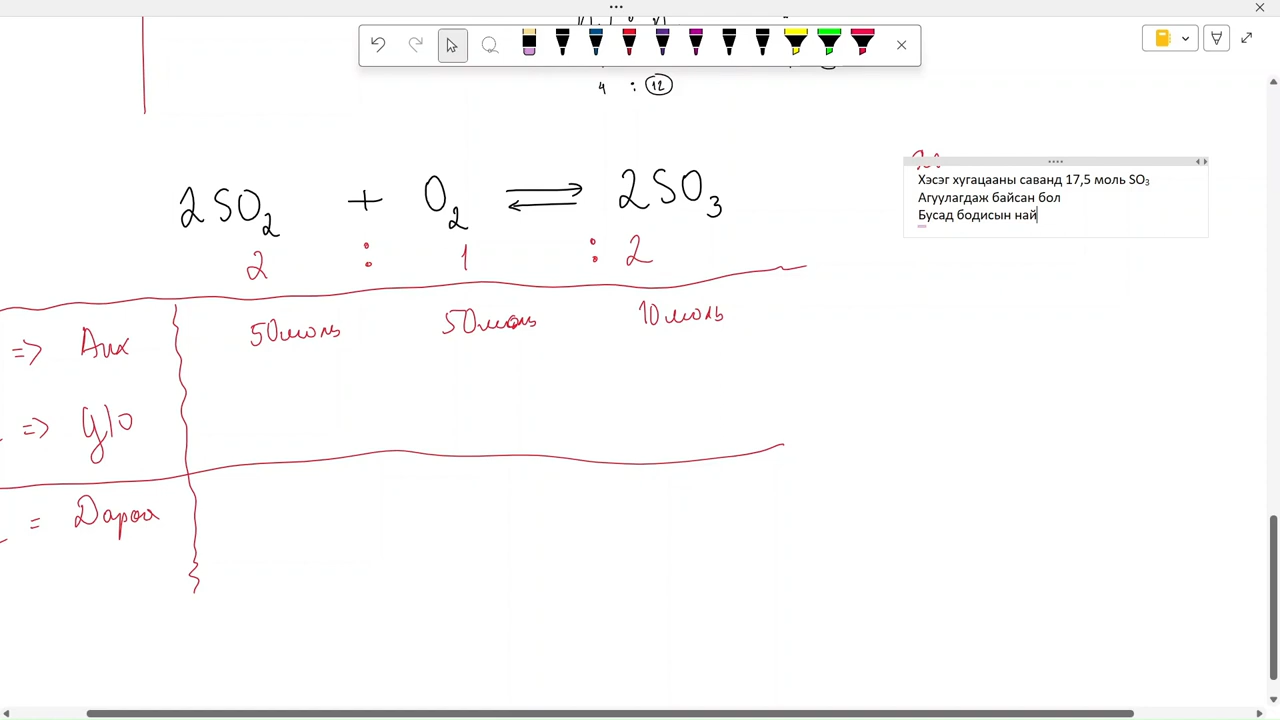 4 : 12
2SO₂ + O₂ ⇌ 2SO₃
2 : 1 : 2
=> Анх 50моль 50моль 10моль
=> У/О
= Дараа
Хэсэг хугацааны саванд 17,5 моль SO₃
Агуулагдаж байсан бол
Бусад бодисын най